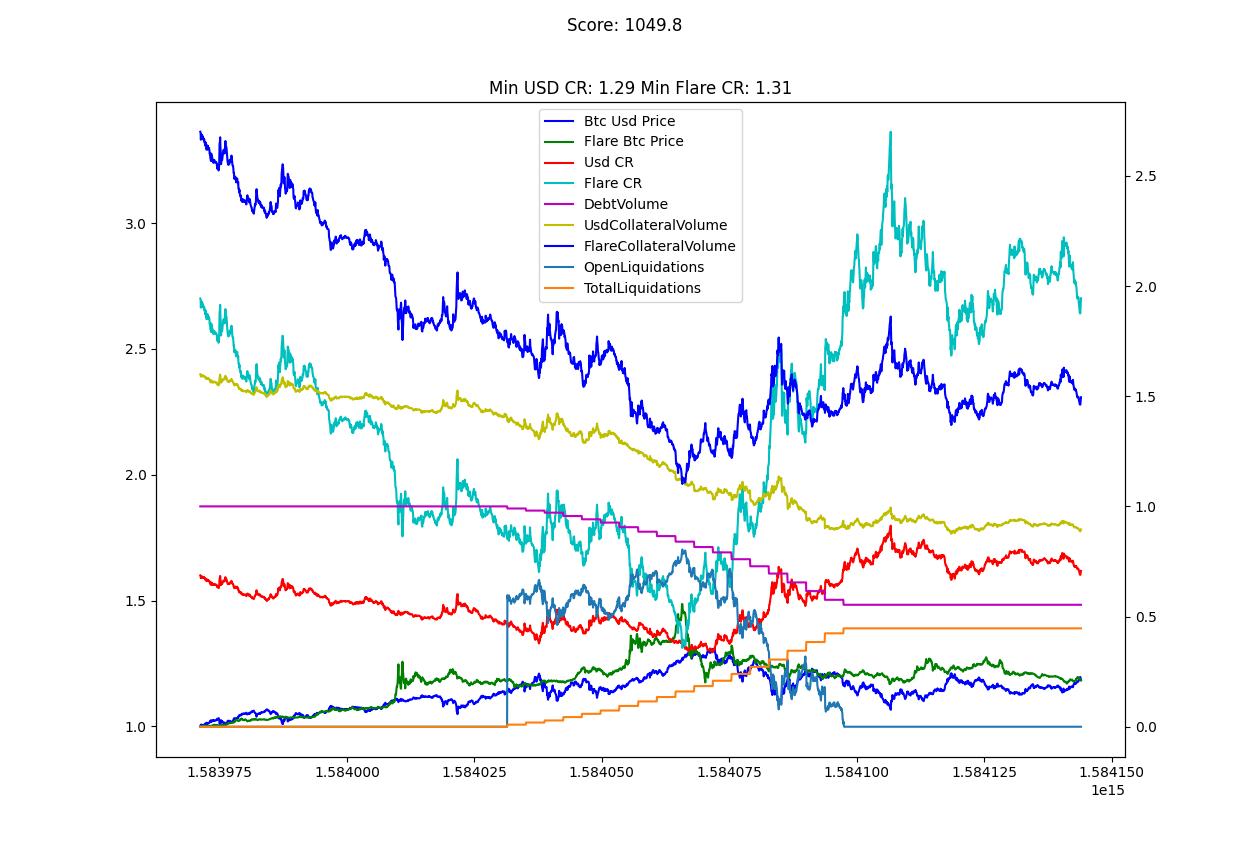 Score: 1049.8
Min USD CR: 1.29 Min Flare CR: 1.31
Btc Usd Price
Flare Btc Price
Usd CR
Flare CR
DebtVolume
UsdCollateralVolume
FlareCollateralVolume
OpenLiquidations
TotalLiquidations
3.0
2.5
2.0
1.5
1.0
2.5
2.0
1.5
1.0
0.5
0.0
1.583975 1.584000 1.584025 1.584050 1.584075 1.584100 1.584125 1.584150
1e15